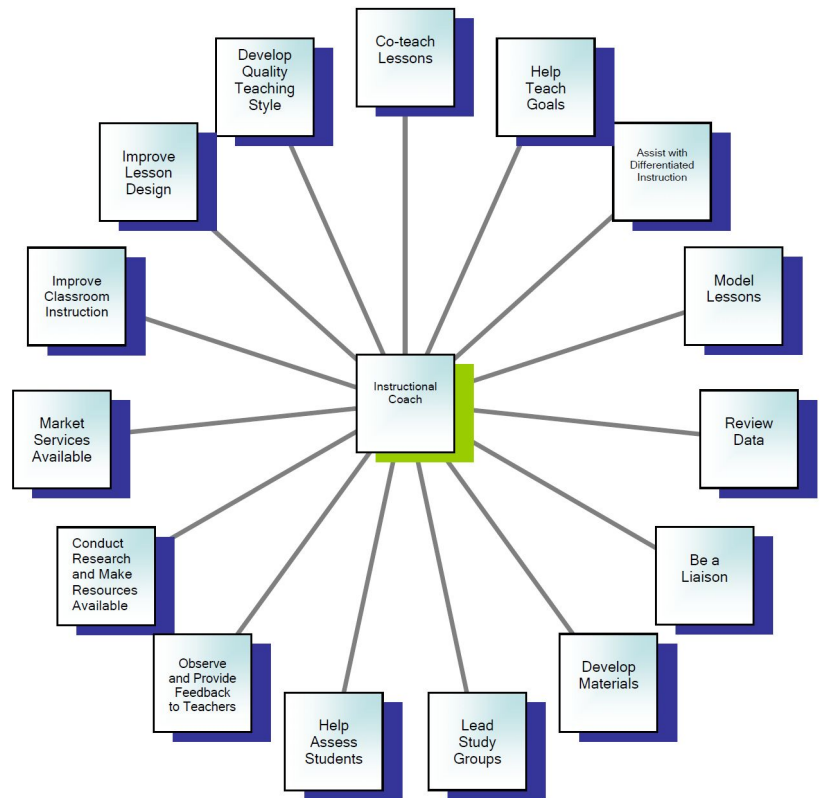 Co-teach
Lessons
Help
Teach
Goals
Assist with
Differentiated
Instruction
Model
Lessons
Review
Data
Be a
Liaison
Develop
Materials
Lead
Study
Groups
Help
Assess
Students
Observe
and Provide
Feedback
to Teachers
Conduct
Research
and Make
Resources
Available
Market
Services
Available
Improve
Classroom
Instruction
Improve
Lesson
Design
Develop
Quality
Teaching
Style
Instructional
Coach